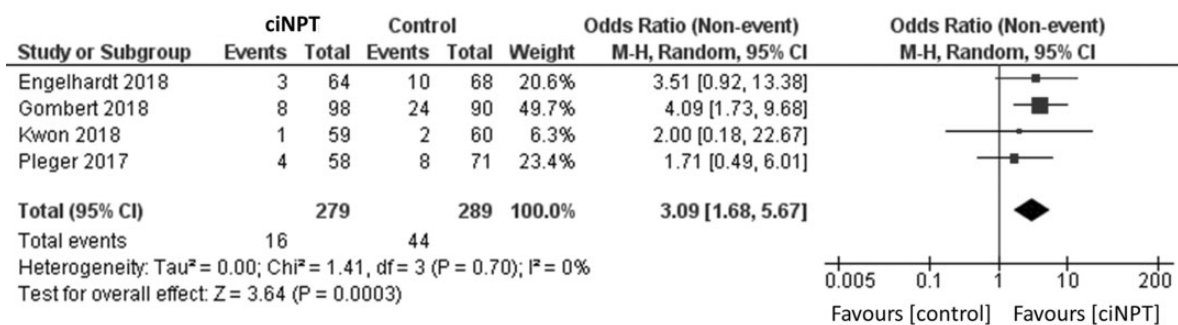 ciNPT Control Odds Ratio (Non-event) Odds Ratio (Non-event)
Study or Subgroup Events Total Events Total Weight M-H, Random, 95% CI M-H, Random, 95% CI
Engelhardt 2018 3 64 10 68 20.6% 3.51 [0.92, 13.38]
Gombert 2018 8 98 24 90 49.7% 4.09 [1.73, 9.68]
Kwon 2018 1 59 2 60 6.3% 2.00 [0.18, 22.67]
Pleger 2017 4 58 8 71 23.4% 1.71 [0.49, 6.01]
Total (95% CI) 279 289 100.0% 3.09 [1.68, 5.67]
Total events 16 44
Heterogeneity: Tau² = 0.00; Chi² = 1.41, df = 3 (P = 0.70); I² = 0%
Test for overall effect: Z = 3.64 (P = 0.0003)
0.005 0.1 1 10 200
Favours [control] Favours [ciNPT]